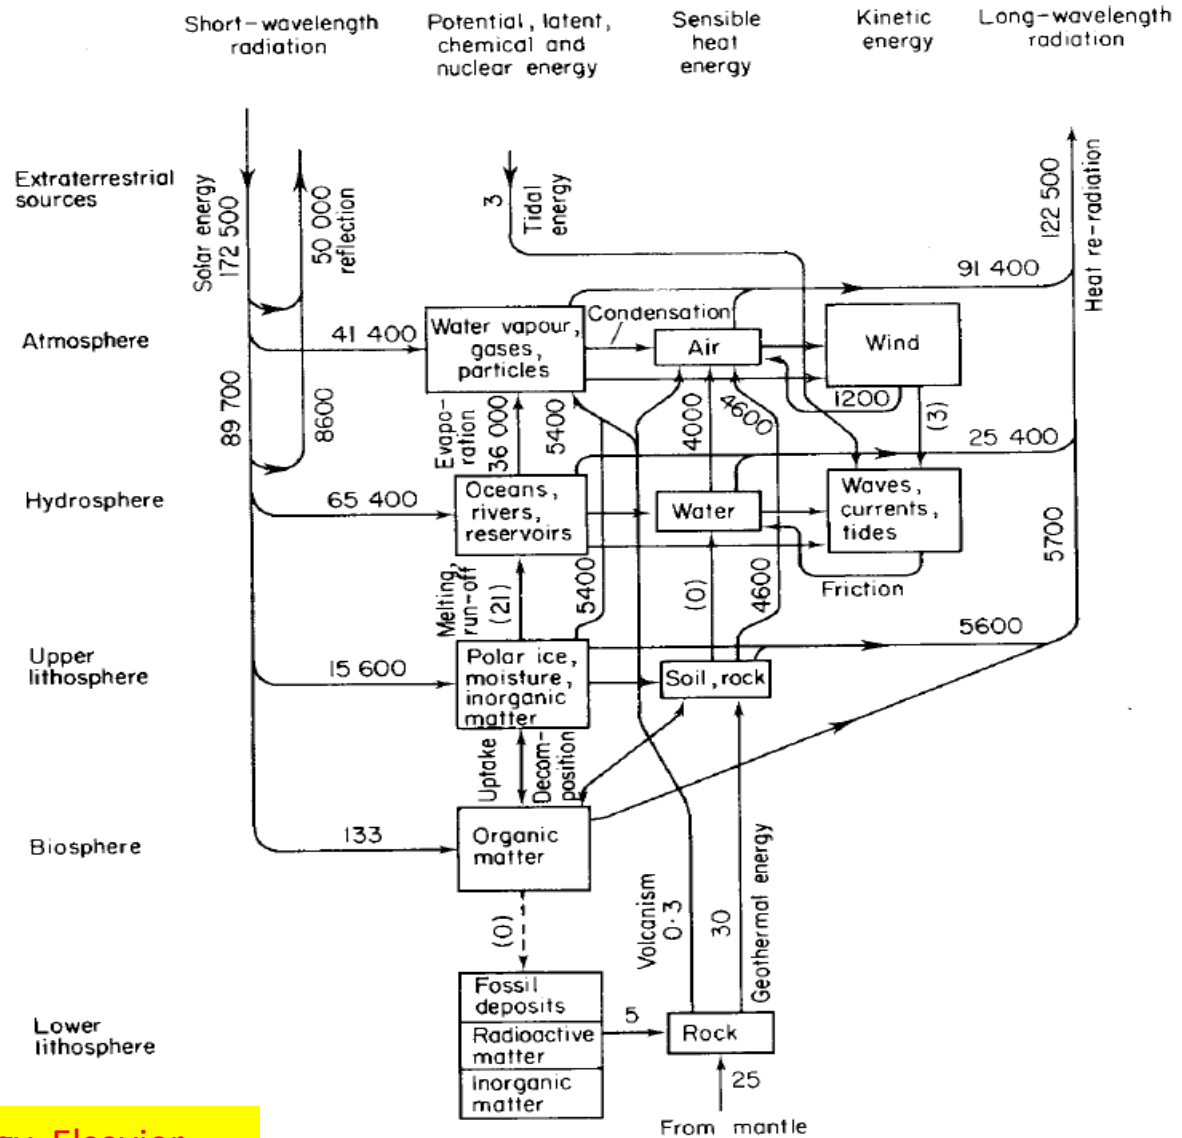 Short-wavelength
radiation
Potential, latent,
chemical and
nuclear energy
Sensible
heat
energy
Kinetic
energy
Long-wavelength
radiation
Extraterrestrial
sources
Solar energy
172 500
50 000
reflection
3
Tidal
energy
122 500
Heat re-radiation
91 400
Atmosphere
41 400
Water vapour,
gases,
particles
Condensation
Air
Wind
1200
(3)
89 700
8600
Evapo-
ration
36 000
5400
4000
4600
25 400
Hydrosphere
65 400
Oceans,
rivers,
reservoirs
Water
Waves,
currents,
tides
Friction
5700
Melting,
run-off
(21)
5400
(0)
4600
5600
Upper
lithosphere
15 600
Polar ice,
moisture,
inorganic
matter
Soil, rock
Uptake
Decom-
position
Biosphere
133
Organic
matter
(0)
Volcanism
0·3
30
Geothermal energy
Lower
lithosphere
Fossil
deposits
Radioactive
matter
Inorganic
matter
5
Rock
25
From mantle
Elsevier